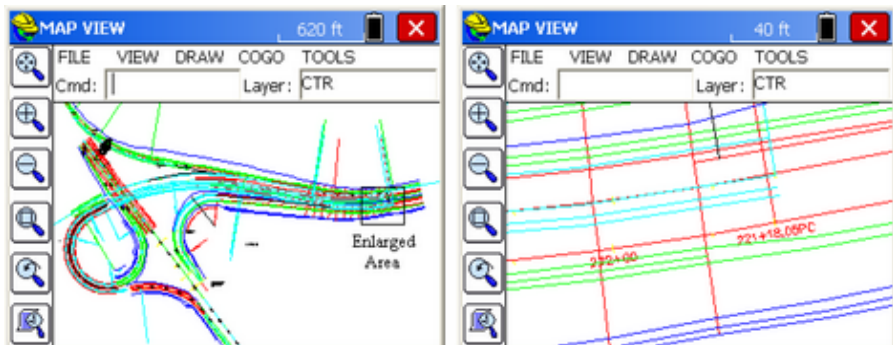 MAP VIEW 620 ft
FILE VIEW DRAW COGO TOOLS
Cmd: Layer: CTR
Enlarged
Area
MAP VIEW 40 ft
FILE VIEW DRAW COGO TOOLS
Cmd: Layer: CTR
222+00
221+18.05PC